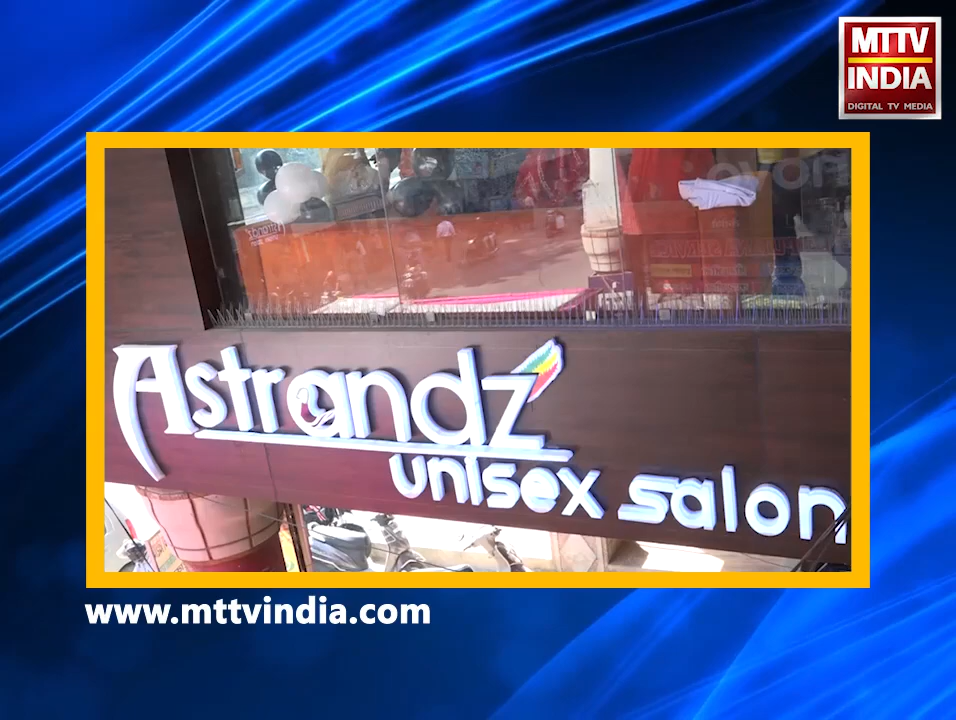 MTTV
INDIA
DIGITAL TV MEDIA
Astrandz
unisex salon
www.mttvindia.com